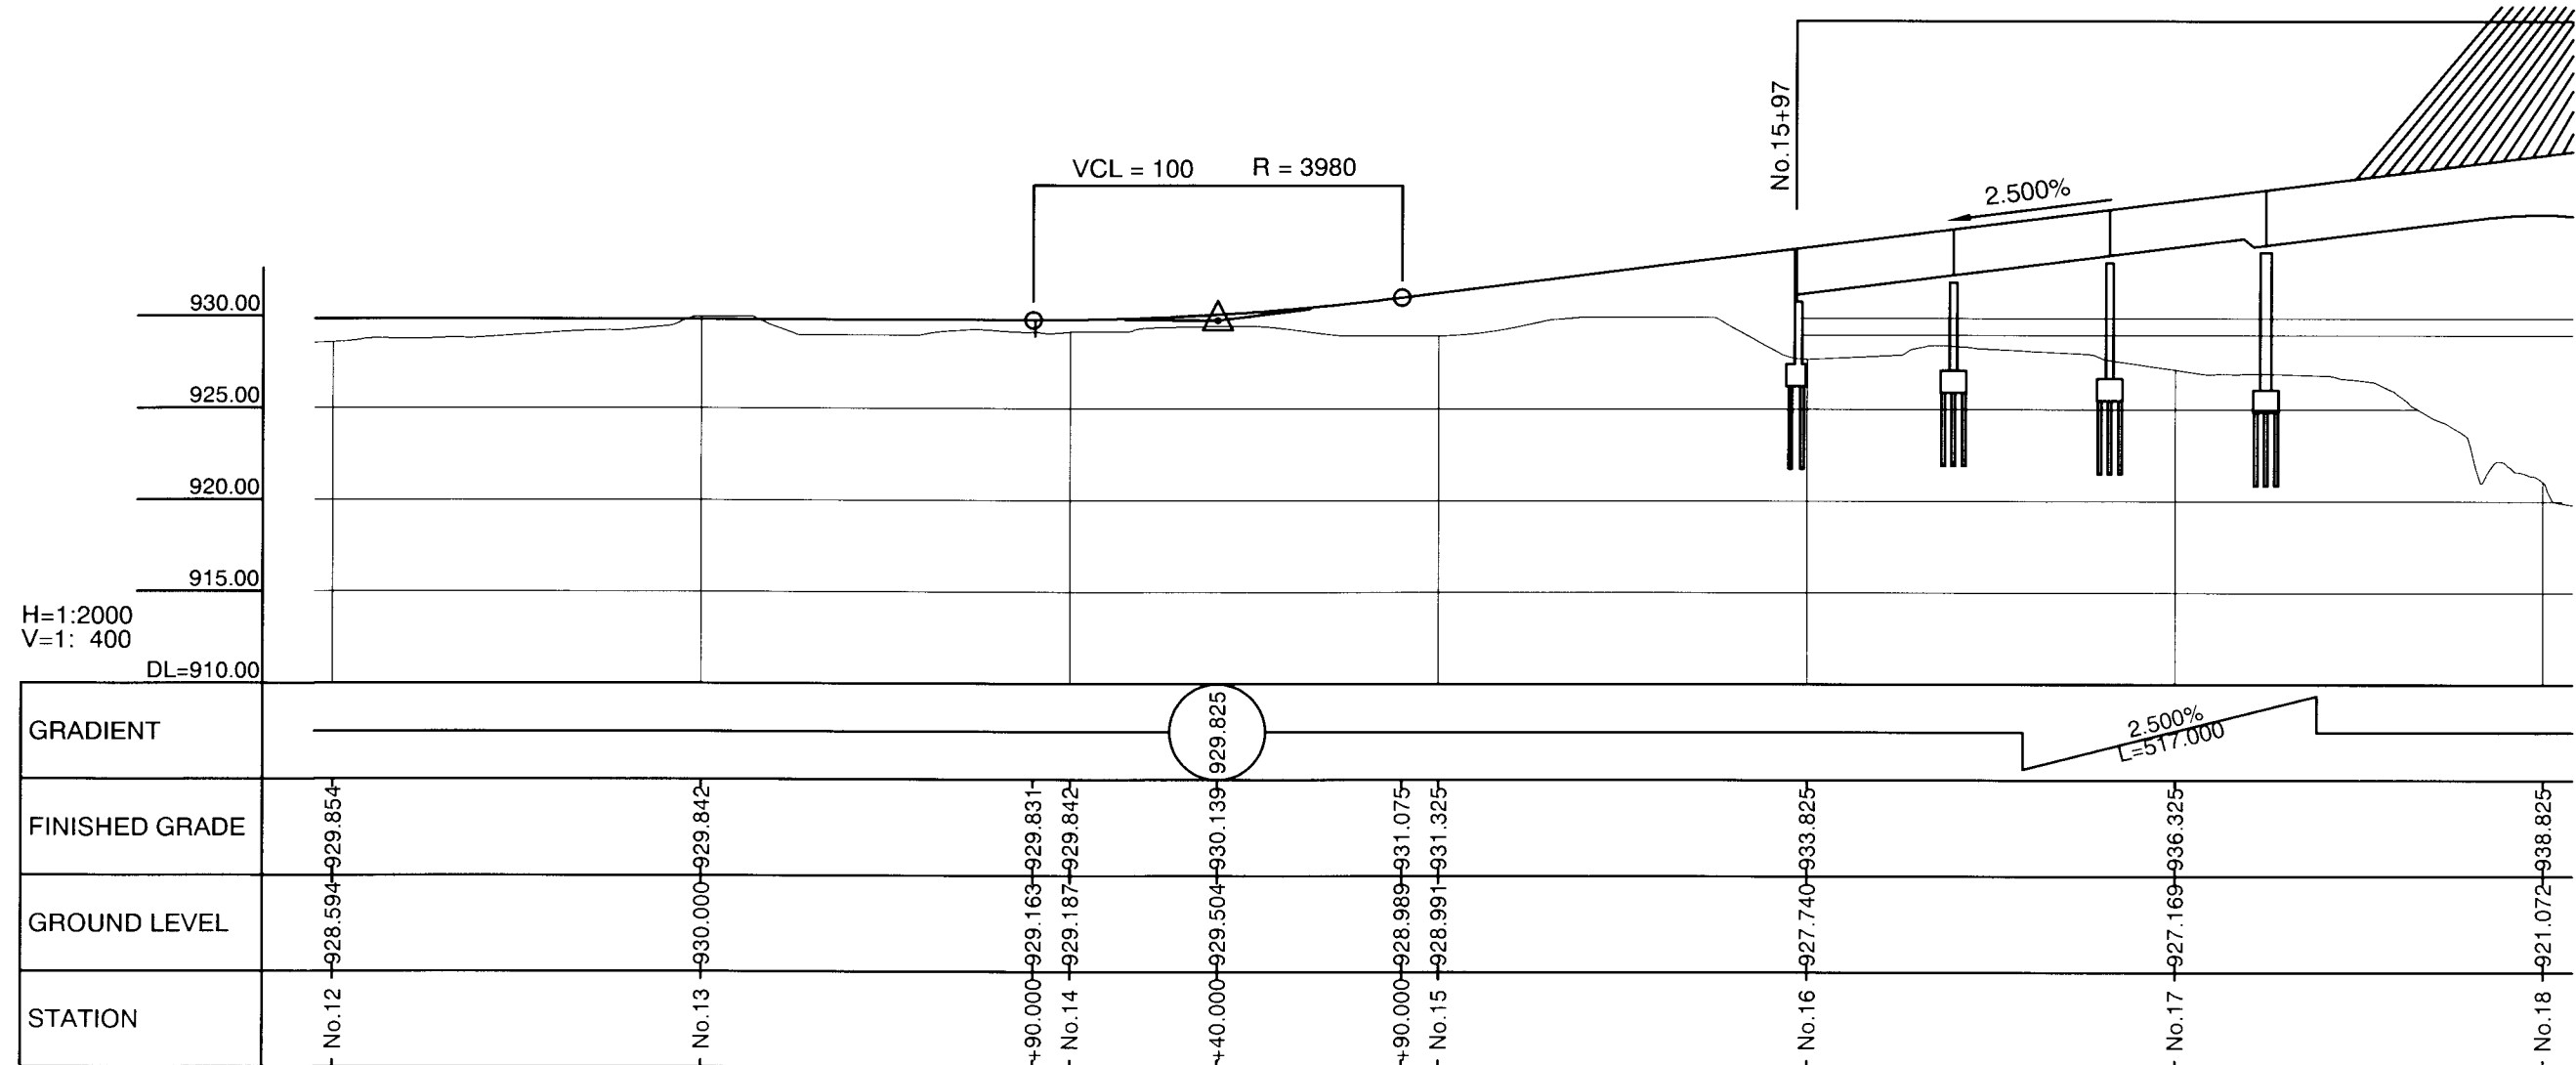 No.15+97
VCL = 100 R = 3980
2.500%
930.00
925.00
920.00
915.00
H=1:2000
V=1: 400
DL=910.00
GRADIENT
929.825
2.500%
L=517.000
FINISHED GRADE
929.854
929.842
929.831
929.842
930.139
931.075
931.325
933.825
936.325
938.825
GROUND LEVEL
928.594
930.000
929.163
929.187
929.504
928.989
928.991
927.740
927.169
921.072
STATION
No.12
No.13
+90.000
No.14
+40.000
+90.000
No.15
No.16
No.17
No.18